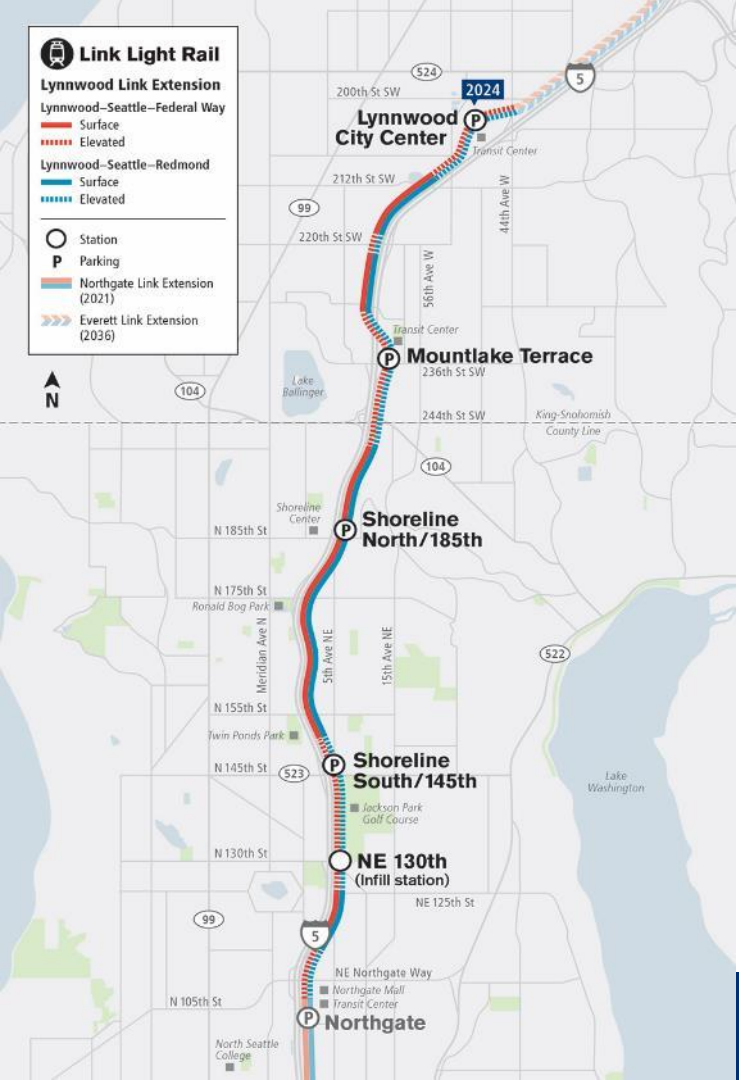 Link Light Rail
Lynnwood Link Extension
Lynnwood–Seattle–Federal Way
Surface
Elevated
Lynnwood–Seattle–Redmond
Surface
Elevated
Station
P Parking
Northgate Link Extension
(2021)
Everett Link Extension
(2036)
N
524
5
200th St SW
2024
Lynnwood
City Center
P
Transit Center
212th St SW
44th Ave W
99
220th St SW
56th Ave W
Transit Center
P
Mountlake Terrace
236th St SW
Lake
Ballinger
104
244th St SW
King-Snohomish
County Line
104
Shoreline
Center
N 185th St
P
Shoreline
North/185th
N 175th St
Ronald Bog Park
Meridian Ave N
5th Ave NE
15th Ave NE
522
N 155th St
Twin Ponds Park
N 145th St
523
P
Shoreline
South/145th
Lake
Washington
Jackson Park
Golf Course
N 130th St
NE 130th
(Infill station)
NE 125th St
99
5
NE Northgate Way
Northgate Mall
Transit Center
N 105th St
P
Northgate
North Seattle
College